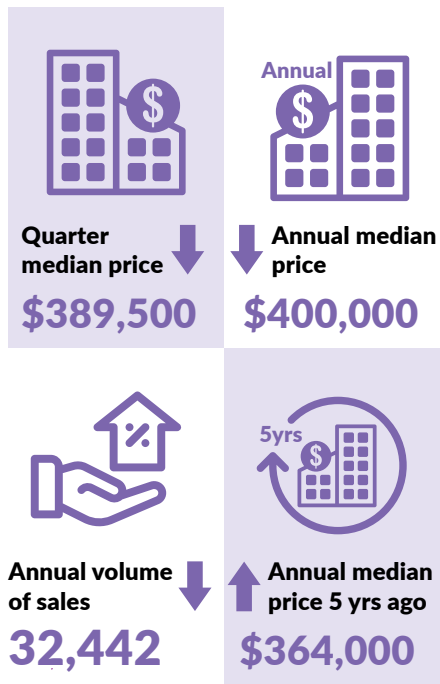 $
Quarter
median price
$389,500
Annual
$
Annual median
price
$400,000
%
Annual volume
of sales
32,442
5yrs
$
Annual median
price 5 yrs ago
$364,000